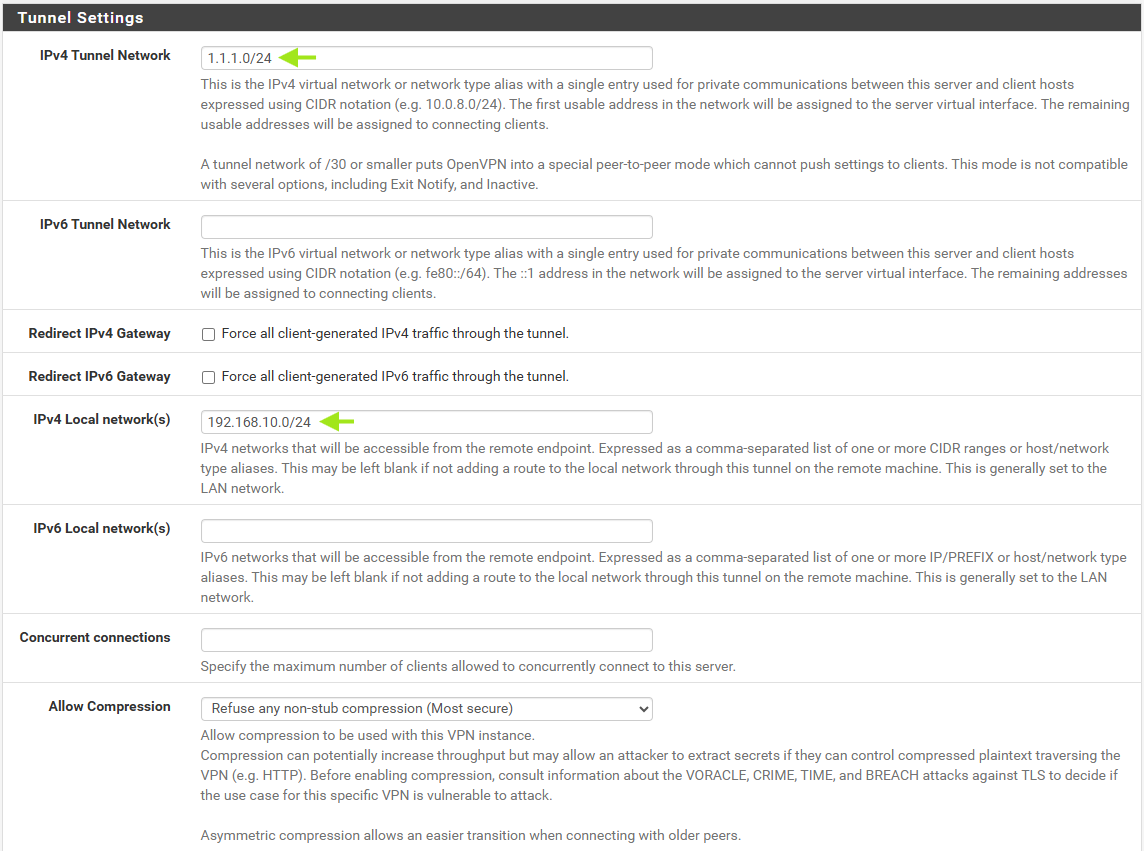 Tunnel Settings
IPv4 Tunnel Network
1.1.1.0/24
This is the IPv4 virtual network or network type alias with a single entry used for private communications between this server and client hosts
expressed using CIDR notation (e.g. 10.0.8.0/24). The first usable address in the network will be assigned to the server virtual interface. The remaining
usable addresses will be assigned to connecting clients.
A tunnel network of /30 or smaller puts OpenVPN into a special peer-to-peer mode which cannot push settings to clients. This mode is not compatible
with several options, including Exit Notify, and Inactive.
IPv6 Tunnel Network
This is the IPv6 virtual network or network type alias with a single entry used for private communications between this server and client hosts
expressed using CIDR notation (e.g. fe80::/64). The ::1 address in the network will be assigned to the server virtual interface. The remaining addresses
will be assigned to connecting clients.
Redirect IPv4 Gateway
Force all client-generated IPv4 traffic through the tunnel.
Redirect IPv6 Gateway
Force all client-generated IPv6 traffic through the tunnel.
IPv4 Local network(s)
192.168.10.0/24
IPv4 networks that will be accessible from the remote endpoint. Expressed as a comma-separated list of one or more CIDR ranges or host/network
type aliases. This may be left blank if not adding a route to the local network through this tunnel on the remote machine. This is generally set to the
LAN network.
IPv6 Local network(s)
IPv6 networks that will be accessible from the remote endpoint. Expressed as a comma-separated list of one or more IP/PREFIX or host/network type
aliases. This may be left blank if not adding a route to the local network through this tunnel on the remote machine. This is generally set to the LAN
network.
Concurrent connections
Specify the maximum number of clients allowed to concurrently connect to this server.
Allow Compression
Refuse any non-stub compression (Most secure)
Allow compression to be used with this VPN instance.
Compression can potentially increase throughput but may allow an attacker to extract secrets if they can control compressed plaintext traversing the
VPN (e.g. HTTP). Before enabling compression, consult information about the VORACLE, CRIME, TIME, and BREACH attacks against TLS to decide if
the use case for this specific VPN is vulnerable to attack.
Asymmetric compression allows an easier transition when connecting with older peers.